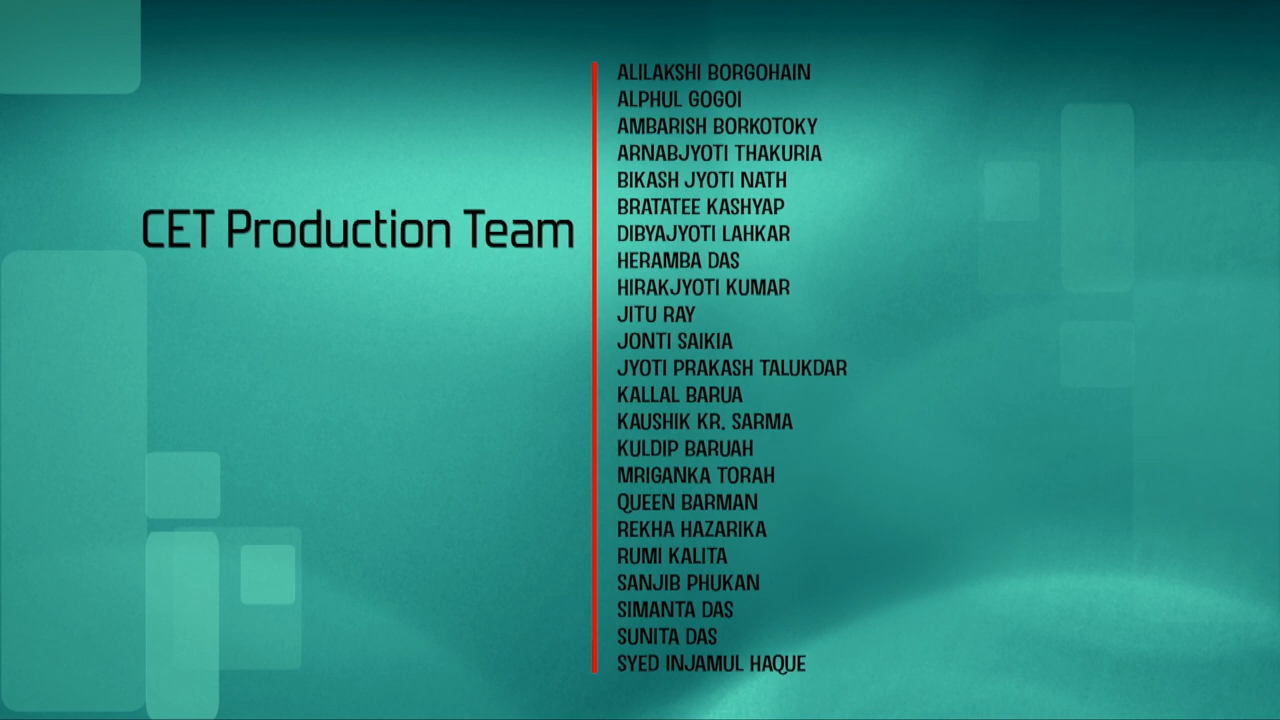 CET Production Team
ALILAKSHI BORGOHAIN
ALPHUL GOGOI
AMBARISH BORKOTOKY
ARNABJYOTI THAKURIA
BIKASH JYOTI NATH
BRATATEE KASHYAP
DIBYAJYOTI LAHKAR
HERAMBA DAS
HIRAKJYOTI KUMAR
JITU RAY
JONTI SAIKIA
JYOTI PRAKASH TALUKDAR
KALLAL BARUA
KAUSHIK KR. SARMA
KULDIP BARUAH
MRIGANKA TORAH
QUEEN BARMAN
REKHA HAZARIKA
RUMI KALITA
SANJIB PHUKAN
SIMANTA DAS
SUNITA DAS
SYED INJAMUL HAQUE